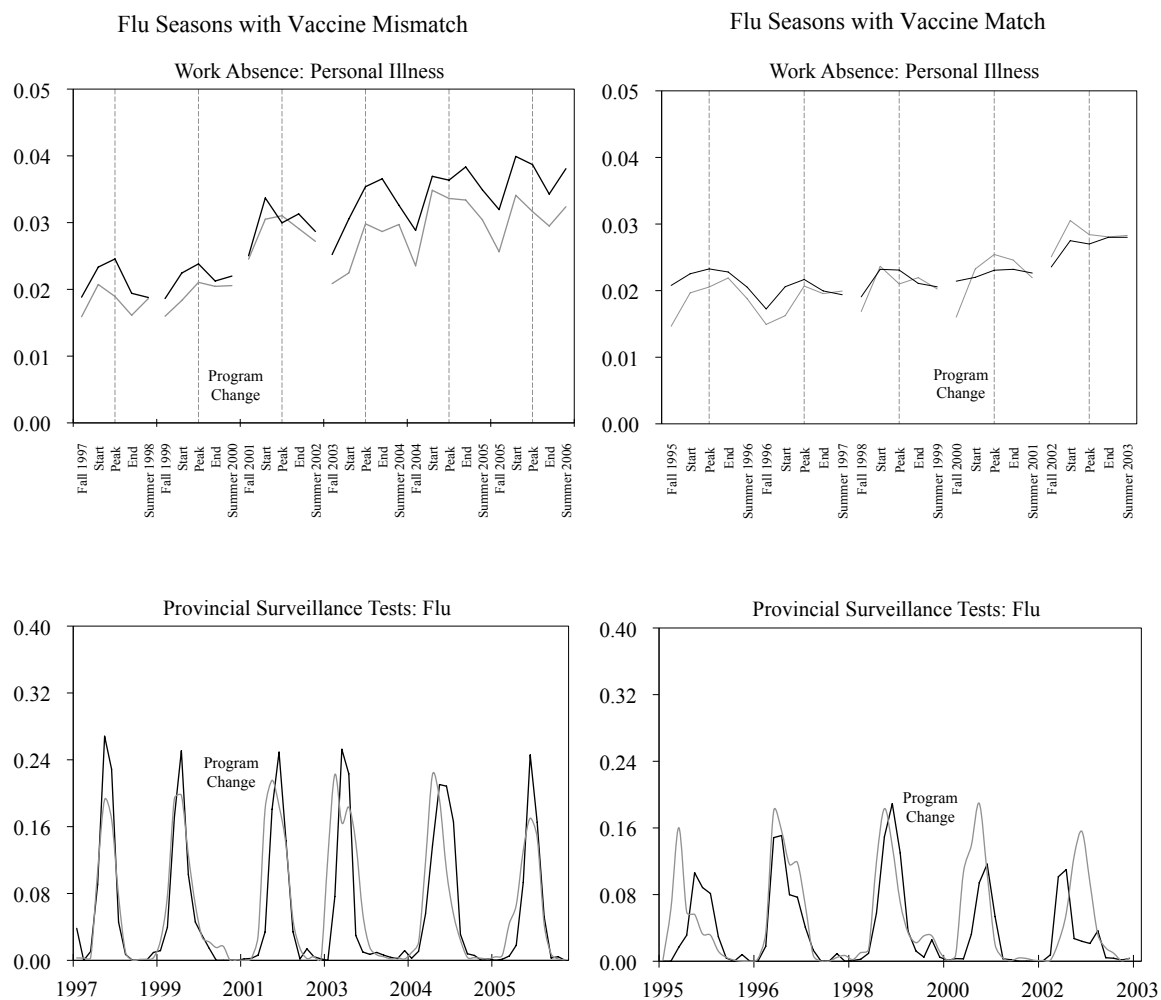 Flu Seasons with Vaccine Mismatch
Work Absence: Personal Illness
0.05
0.04
0.03
0.02
0.01
0.00
Program
Change
Fall 1997
Start
Peak
End
Summer 1998
Fall 1999
Start
Peak
End
Summer 2000
Fall 2001
Start
Peak
End
Summer 2002
Fall 2003
Start
Peak
End
Summer 2004
Fall 2004
Start
Peak
End
Summer 2005
Fall 2005
Start
Peak
End
Summer 2006
Flu Seasons with Vaccine Match
Work Absence: Personal Illness
0.05
0.04
0.03
0.02
0.01
0.00
Program
Change
Fall 1995
Start
Peak
End
Summer 1996
Fall 1996
Start
Peak
End
Summer 1997
Fall 1998
Start
Peak
End
Summer 1999
Fall 2000
Start
Peak
End
Summer 2001
Fall 2002
Start
Peak
End
Summer 2003
Provincial Surveillance Tests: Flu
0.40
0.32
0.24
0.16
0.08
0.00
Program
Change
1997
1999
2001
2003
2004
2005
Provincial Surveillance Tests: Flu
0.40
0.32
0.24
0.16
0.08
0.00
Program
Change
1995
1996
1998
2000
2002
2003